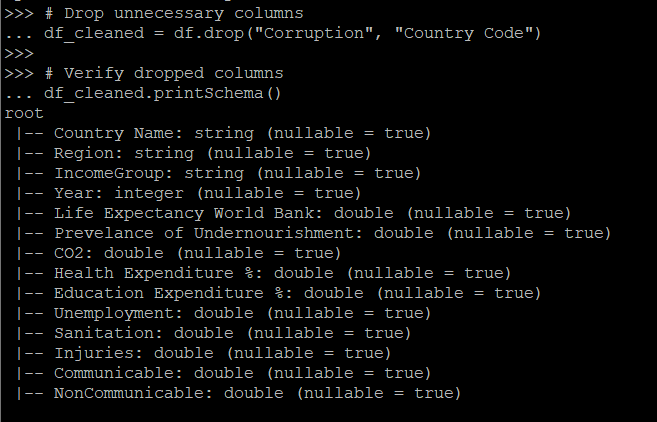 >>> # Drop unnecessary columns
... df_cleaned = df.drop("Corruption", "Country Code")
>>>
>>> # Verify dropped columns
... df_cleaned.printSchema()
root
 |-- Country Name: string (nullable = true)
 |-- Region: string (nullable = true)
 |-- IncomeGroup: string (nullable = true)
 |-- Year: integer (nullable = true)
 |-- Life Expectancy World Bank: double (nullable = true)
 |-- Prevelance of Undernourishment: double (nullable = true)
 |-- CO2: double (nullable = true)
 |-- Health Expenditure %: double (nullable = true)
 |-- Education Expenditure %: double (nullable = true)
 |-- Unemployment: double (nullable = true)
 |-- Sanitation: double (nullable = true)
 |-- Injuries: double (nullable = true)
 |-- Communicable: double (nullable = true)
 |-- NonCommunicable: double (nullable = true)